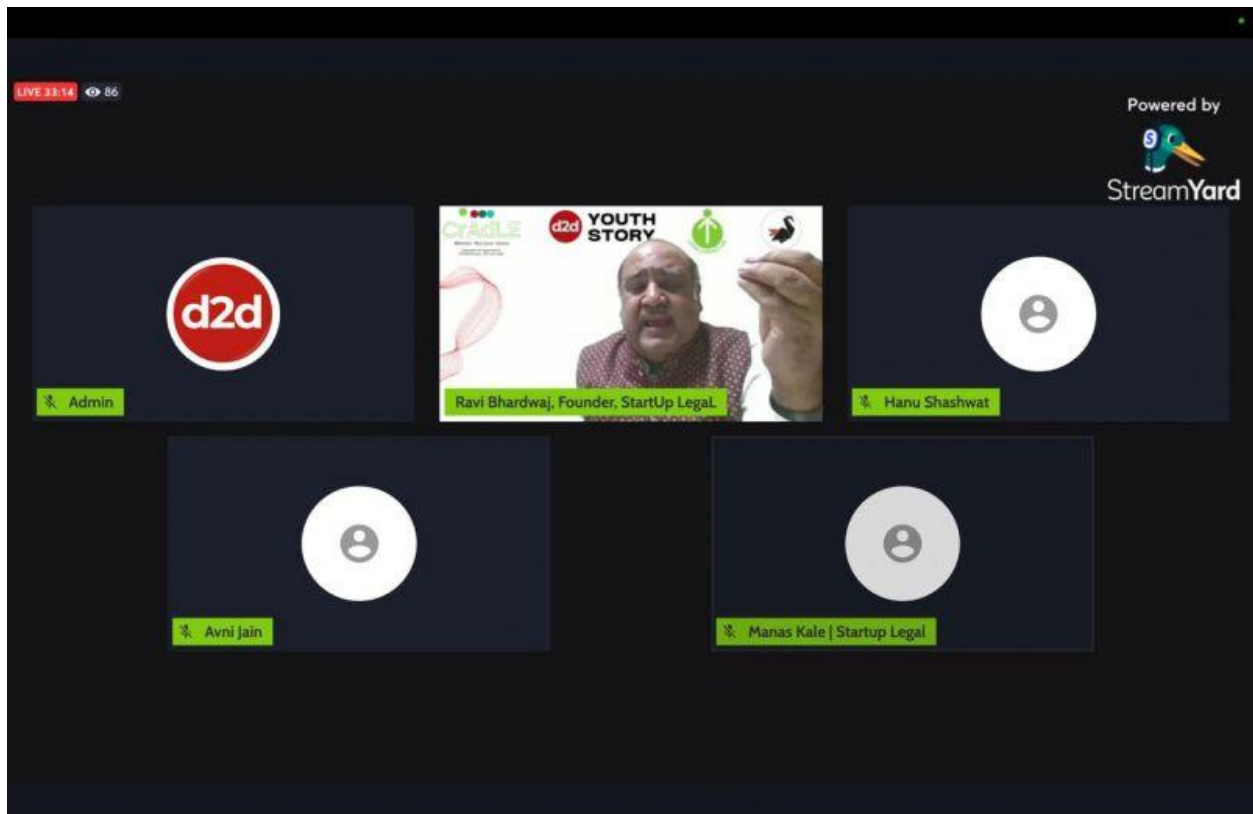 LIVE 33:14 86
Powered by
S
StreamYard
d2d
Admin
CrAdLE
d2d YOUTH STORY
Ravi Bhardwaj, Founder, StartUp LegaL
Hanu Shashwat
Avni Jain
Manas Kale | Startup Legal